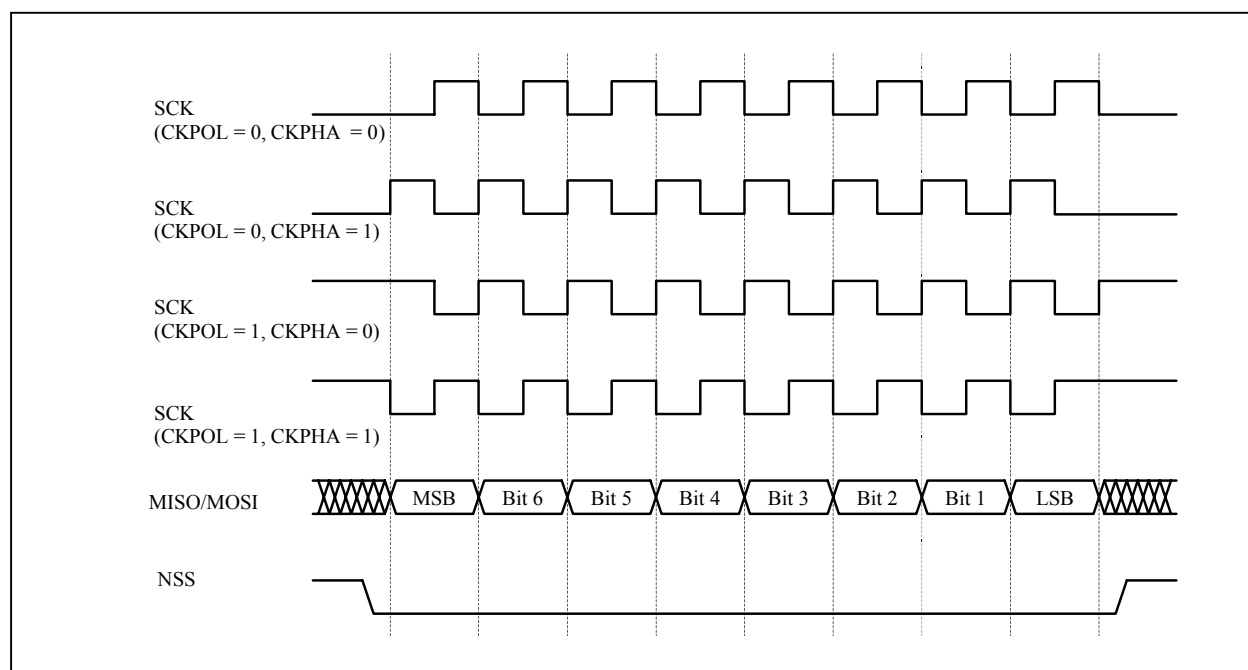 SCK
(CKPOL = 0, CKPHA = 0)
SCK
(CKPOL = 0, CKPHA = 1)
SCK
(CKPOL = 1, CKPHA = 0)
SCK
(CKPOL = 1, CKPHA = 1)
MISO/MOSI MSB Bit 6 Bit 5 Bit 4 Bit 3 Bit 2 Bit 1 LSB
NSS